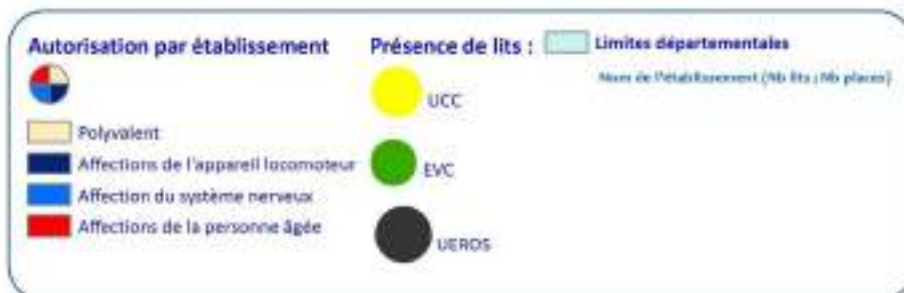 Autorisation par établissement
Polyvalent
Affections de l'appareil locomoteur
Affection du système nerveux
Affections de la personne âgée
Présence de lits :
UCC
EVC
UEROS
Limites départementales
Nom de l'établissement (Nb lits ; Nb places)